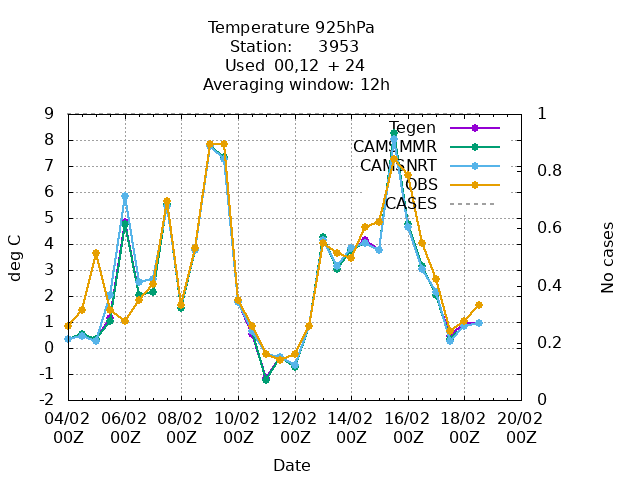 Temperature 925hPa
Station: 3953
Used 00,12 + 24
Averaging window: 12h
9
8
7
6
5
4
3
2
1
0
-1
-2
deg C
1
0.8
0.6
0.4
0.2
0
No cases
Tegen
CAMSMMR
CAMSNRT
OBS
CASES
04/02 06/02 08/02 10/02 12/02 14/02 16/02 18/02 20/02
00Z 00Z 00Z 00Z 00Z 00Z 00Z 00Z 00Z
Date